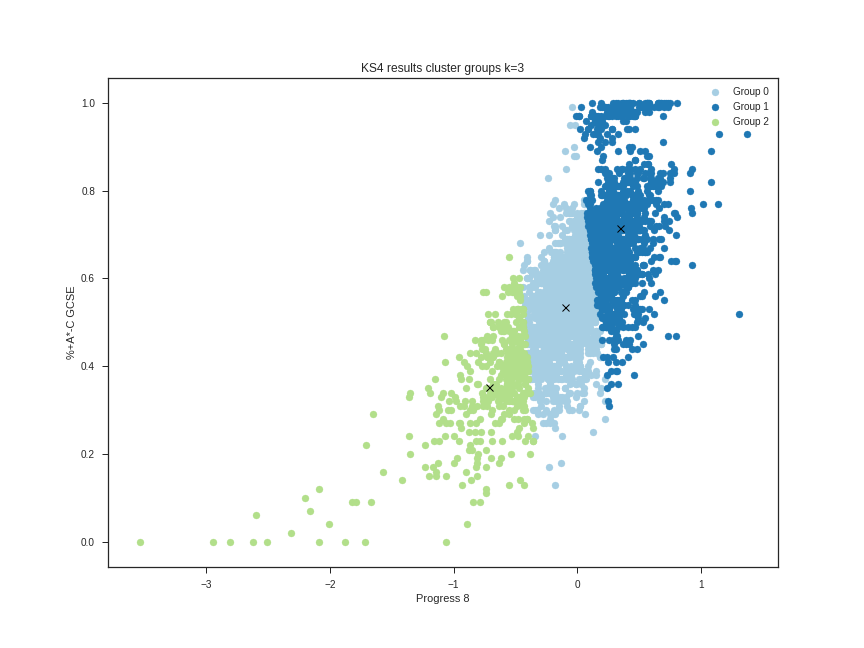 KS4 results cluster groups k=3
Group 0
Group 1
Group 2
1.0
0.8
0.6
0.4
0.2
0.0
%+A*-C GCSE
−3
−2
−1
0
1
Progress 8